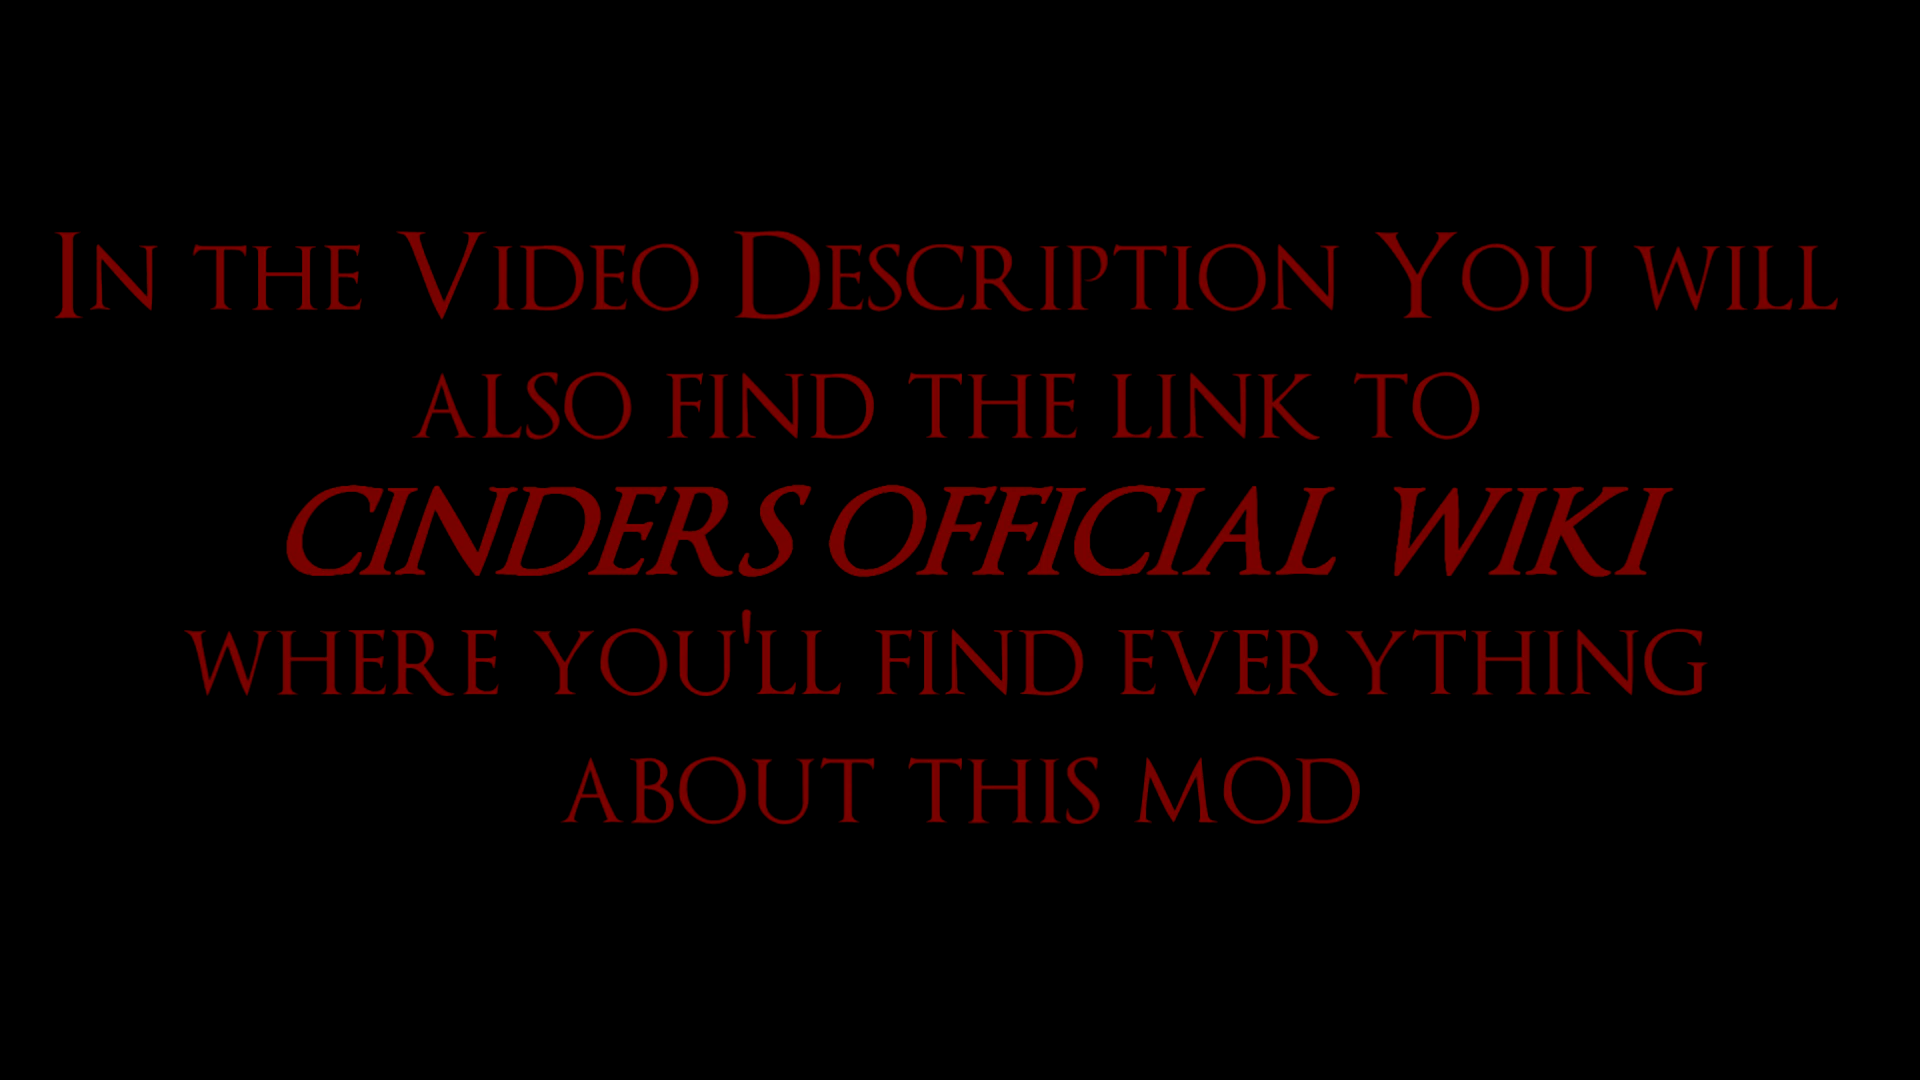 In the Video Description You will
also find the link to
CINDERS OFFICIAL WIKI
where you'll find everything
about this mod